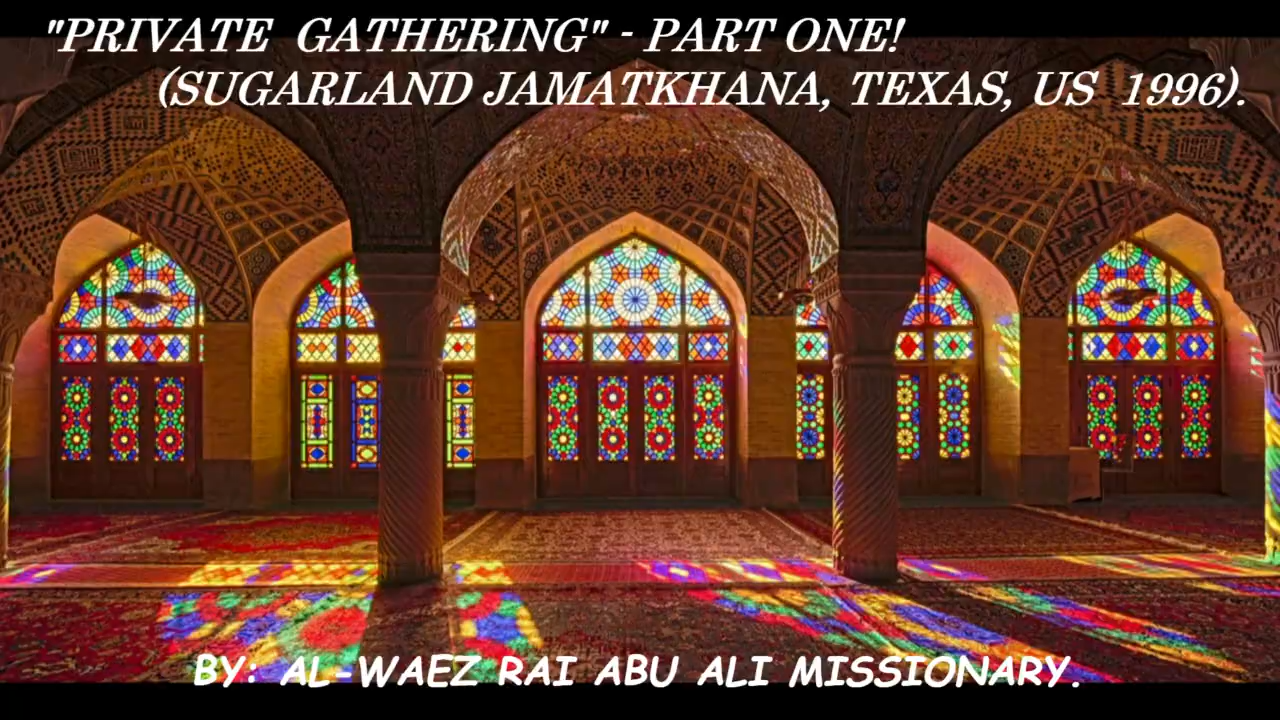 "PRIVATE GATHERING" - PART ONE!
(SUGARLAND JAMATKHANA, TEXAS, US 1996).
BY: AL-WAEZ RAI ABU ALI MISSIONARY.